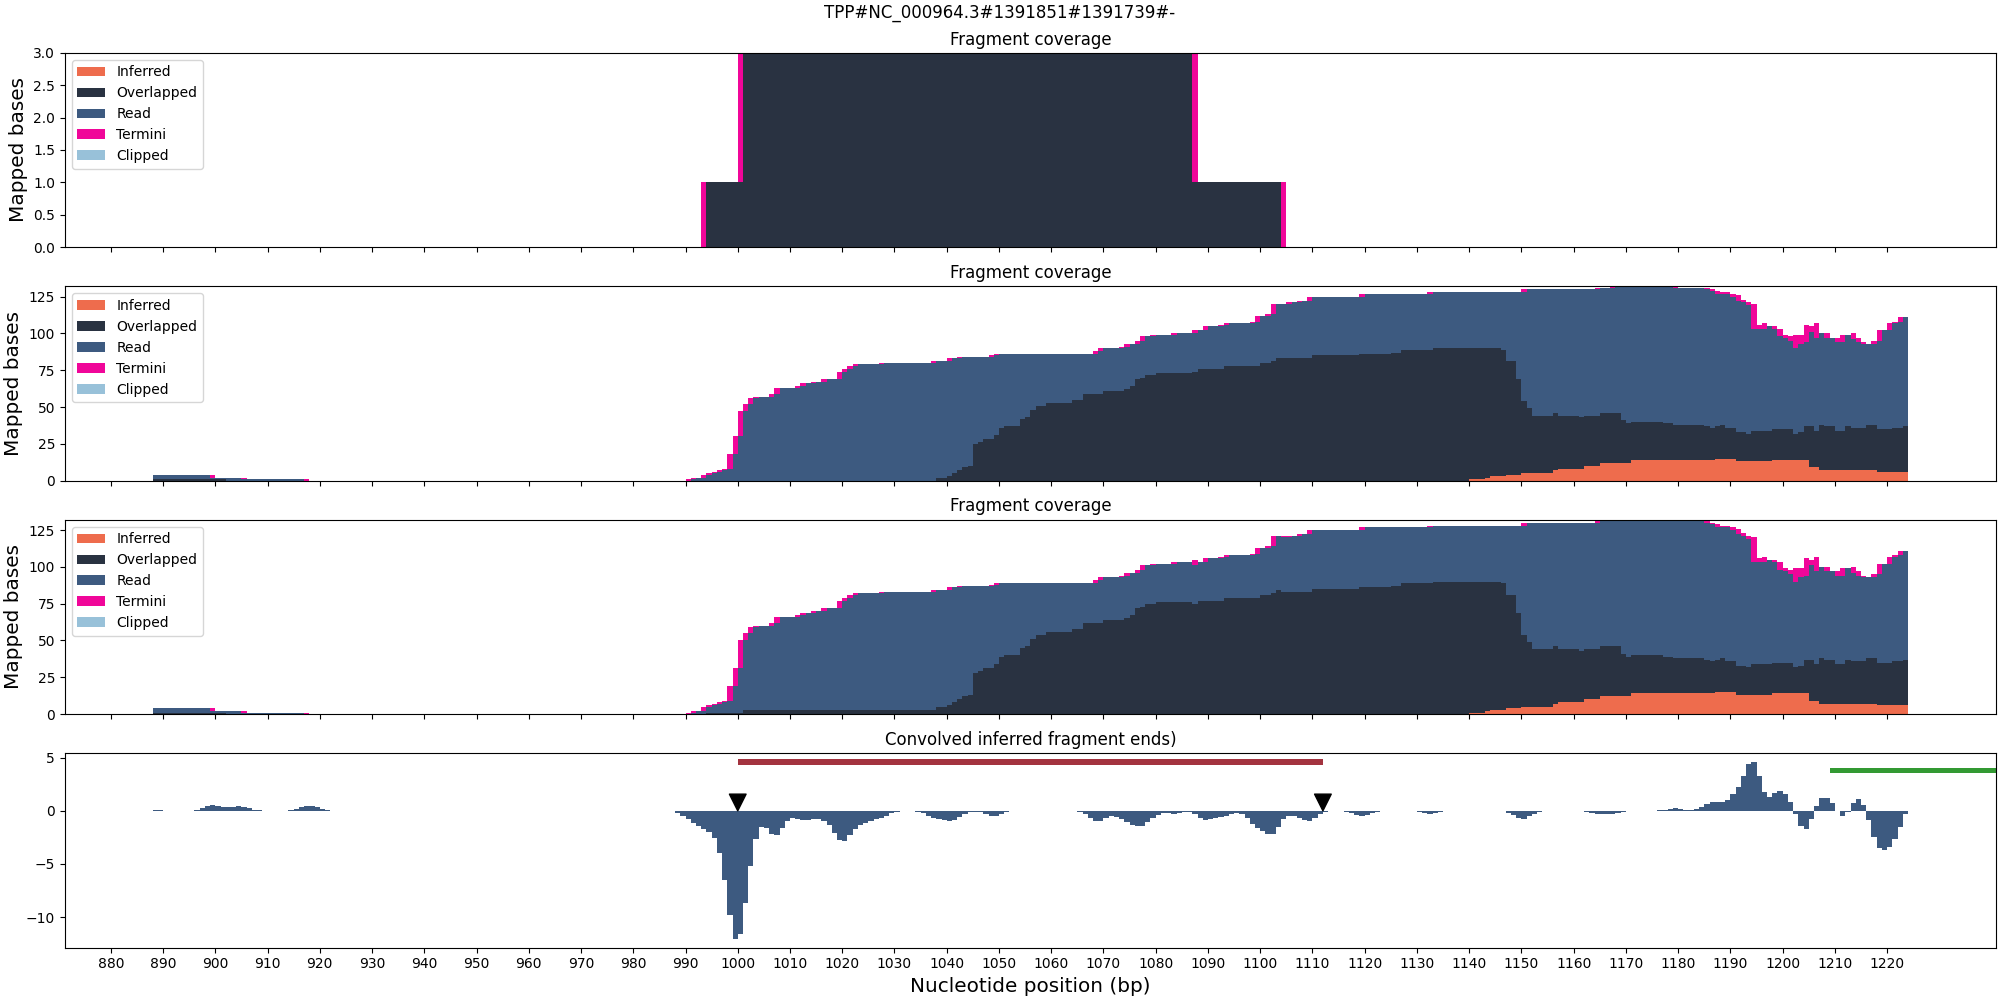 TPP#NC_000964.3#1391851#1391739#-
Fragment coverage
Mapped bases
3.0
2.5
2.0
1.5
1.0
0.5
0.0
Inferred
Overlapped
Read
Termini
Clipped
Fragment coverage
Mapped bases
125
100
75
50
25
0
Inferred
Overlapped
Read
Termini
Clipped
Fragment coverage
Mapped bases
125
100
75
50
25
0
Inferred
Overlapped
Read
Termini
Clipped
Convolved inferred fragment ends)
5
0
−5
−10
880 890 900 910 920 930 940 950 960 970 980 990 1000 1010 1020 1030 1040 1050 1060 1070 1080 1090 1100 1110 1120 1130 1140 1150 1160 1170 1180 1190 1200 1210 1220
Nucleotide position (bp)